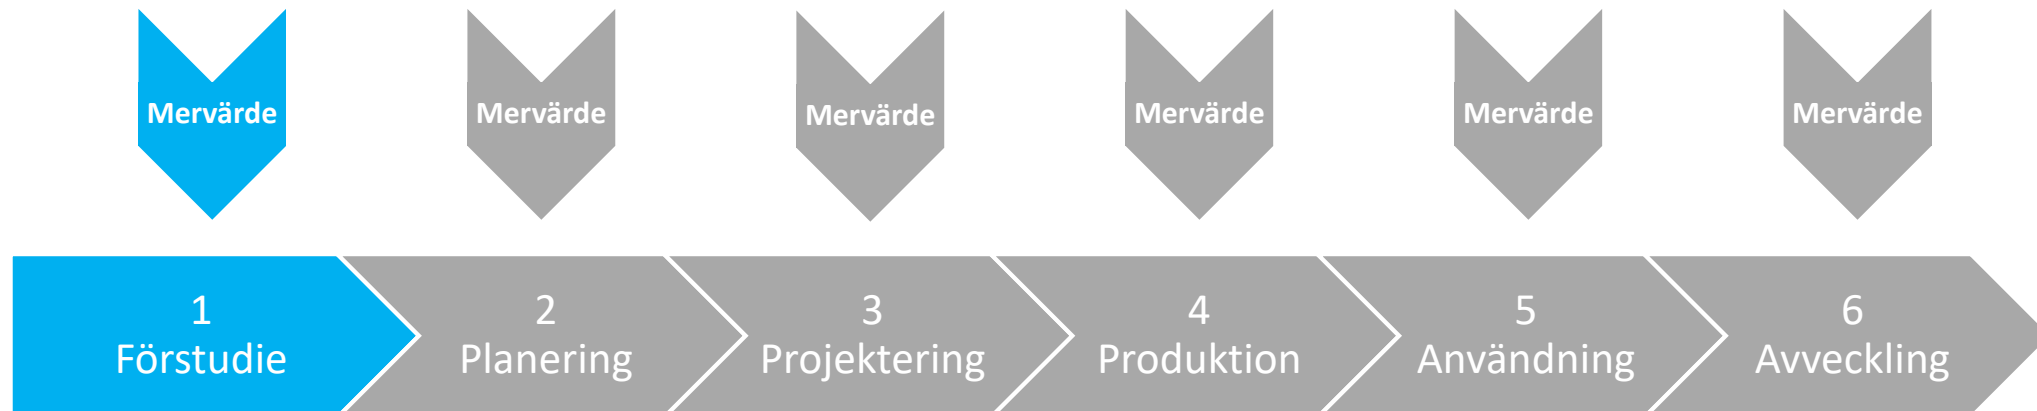 Mervärde
Mervärde
Mervärde
Mervärde
Mervärde
Mervärde
1
Förstudie
2
Planering
3
Projektering
4
Produktion
5
Användning
6
Avveckling